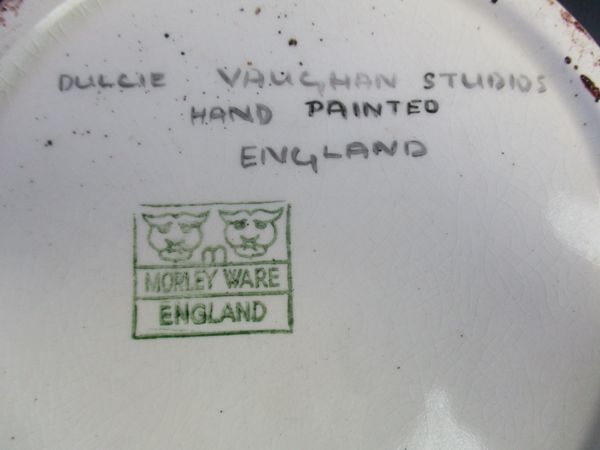 DULCIE VAUGHAN STUDIOS
HAND PAINTED
ENGLAND
m
MORLEY WARE
ENGLAND